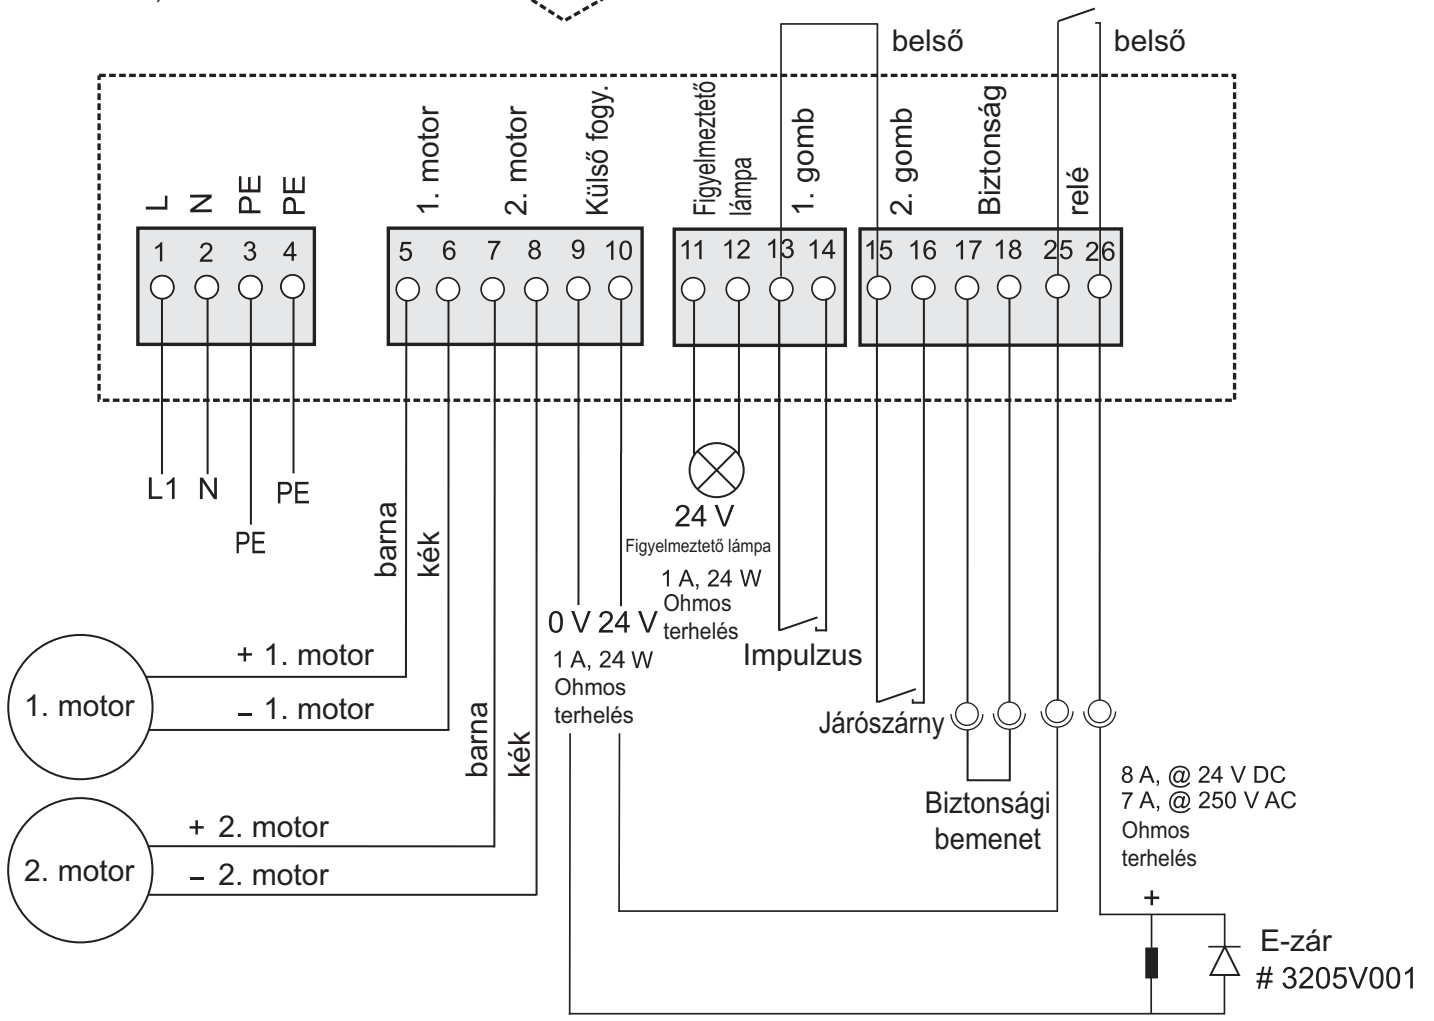 belső
belső
L
N
PE
PE
1. motor
2. motor
Külső fogy.
Figyelmeztető
lámpa
1. gomb
2. gomb
Biztonság
relé
1 2 3 4
5 6 7 8 9 10
11 12 13 14
15 16 17 18 25 26
L1 N
PE
PE
barna
kék
24 V
Figyelmeztető lámpa
1 A, 24 W
Ohmos
terhelés
0 V 24 V
1 A, 24 W
Ohmos
terhelés
Impulzus
Járószárny
+ 1. motor
1. motor
– 1. motor
barna
kék
Biztonsági
bemenet
8 A, @ 24 V DC
7 A, @ 250 V AC
Ohmos
terhelés
+ 2. motor
2. motor
– 2. motor
+
E-zár
# 3205V001